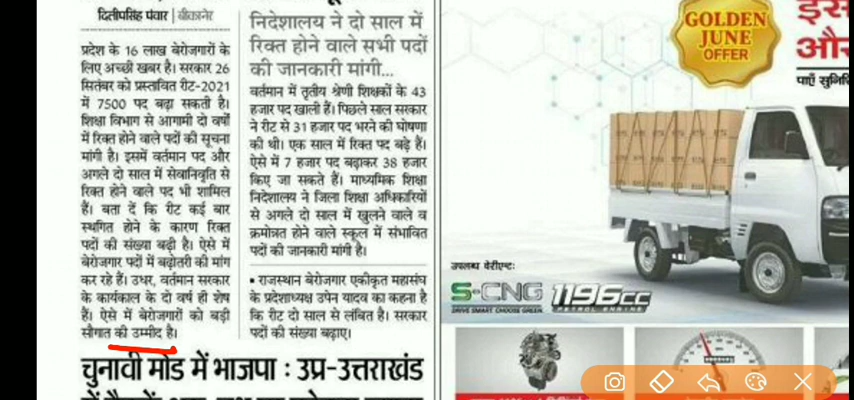 दिलीपसिंह पंवार | बीकानेर
प्रदेश के 16 लाख बेरोजगारों के
लिए अच्छी खबर है। सरकार 26
सितंबर को प्रस्तावित रीट-2021
में 7500 पद बढ़ा सकती है।
शिक्षा विभाग से आगामी दो वर्षों
में रिक्त होने वाले पदों की सूचना
मांगी है। इसमें वर्तमान पद और
अगले दो साल में सेवानिवृति से
रिक्त होने वाले पद भी शामिल
हैं। बता दें कि रीट कई बार
स्थगित होने के कारण रिक्त
पदों की संख्या बढ़ी है। ऐसे में
बेरोजगार पदों में बढ़ोतरी की मांग
कर रहे हैं। उधर, वर्तमान सरकार
के कार्यकाल के दो वर्ष ही शेष
हैं। ऐसे में बेरोजगारों को बड़ी
सौगात की उम्मीद है।
निदेशालय ने दो साल में
रिक्त होने वाले सभी पदों
की जानकारी मांगी...
वर्तमान में तृतीय श्रेणी शिक्षकों के 43
हजार पद खाली हैं। पिछले साल सरकार
ने रीट से 31 हजार पद भरने की घोषणा
की थी। एक साल में रिक्त पद बढ़े हैं।
ऐसे में 7 हजार पद बढ़ाकर 38 हजार
किए जा सकते हैं। माध्यमिक शिक्षा
निदेशालय ने जिला शिक्षा अधिकारियों
से अगले दो साल में खुलने वाले व
क्रमोन्नत होने वाले स्कूल में संभावित
पदों की जानकारी मांगी है।
▪ राजस्थान बेरोजगार एकीकृत महासंघ
के प्रदेशाध्यक्ष उपेन यादव का कहना है
कि रीट दो साल से लंबित है। सरकार
पदों की संख्या बढ़ाए।
चुनावी मोड में भाजपा : उप्र-उत्तराखंड
GOLDEN
JUNE
OFFER
इस
और
पाएँ सुनि
उपलब्ध वेरिएन्ट:
S-CNG
DRIVE SMART CHOOSE GREEN
1196cc
PETROL ENGINE